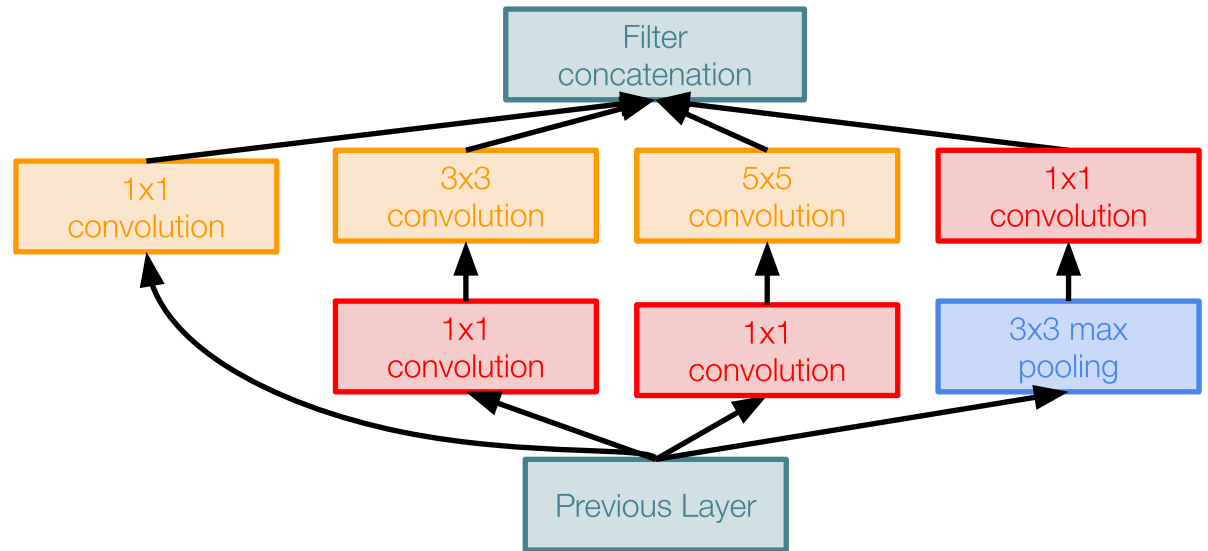 Filter
concatenation
1x1
convolution
3x3
convolution
5x5
convolution
1x1
convolution
1x1
convolution
1x1
convolution
3x3 max
pooling
Previous Layer